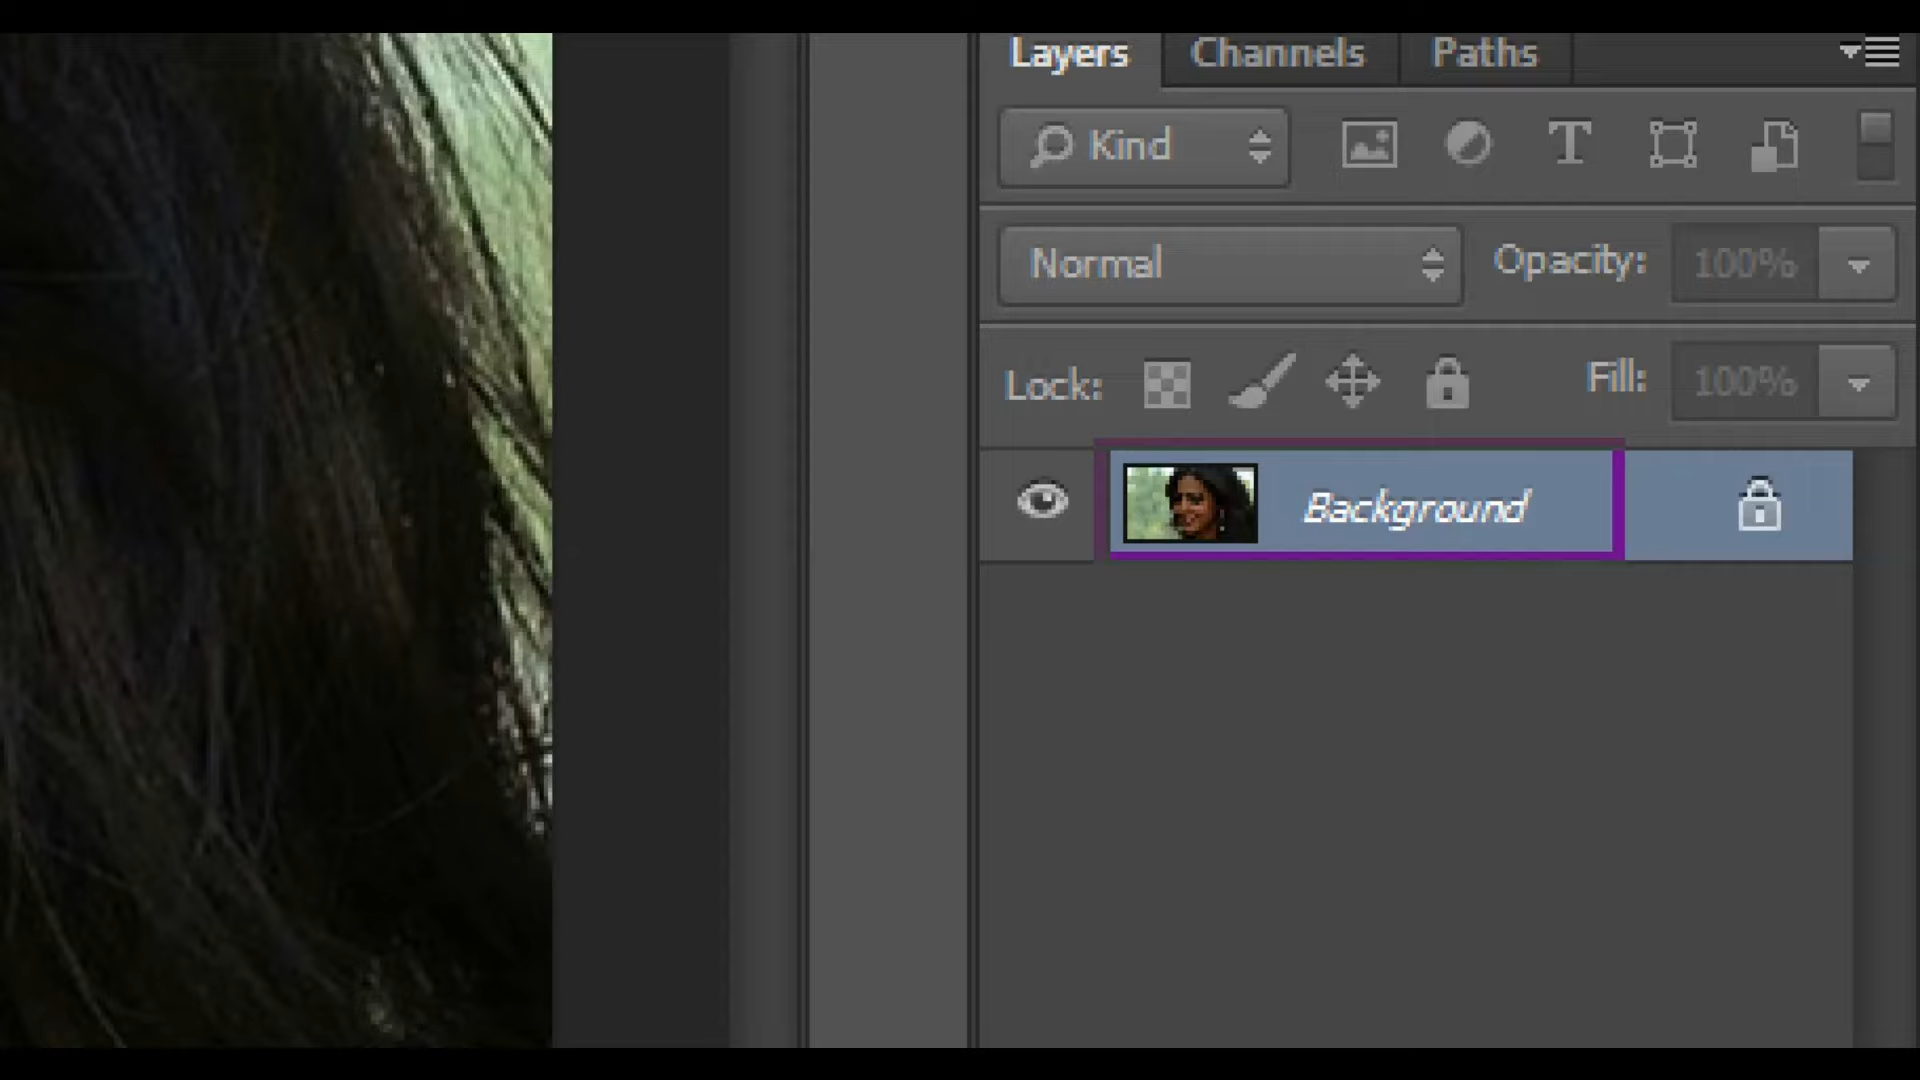 Layers Channels Paths
Kind
Normal Opacity: 100%
Lock: Fill: 100%
Background